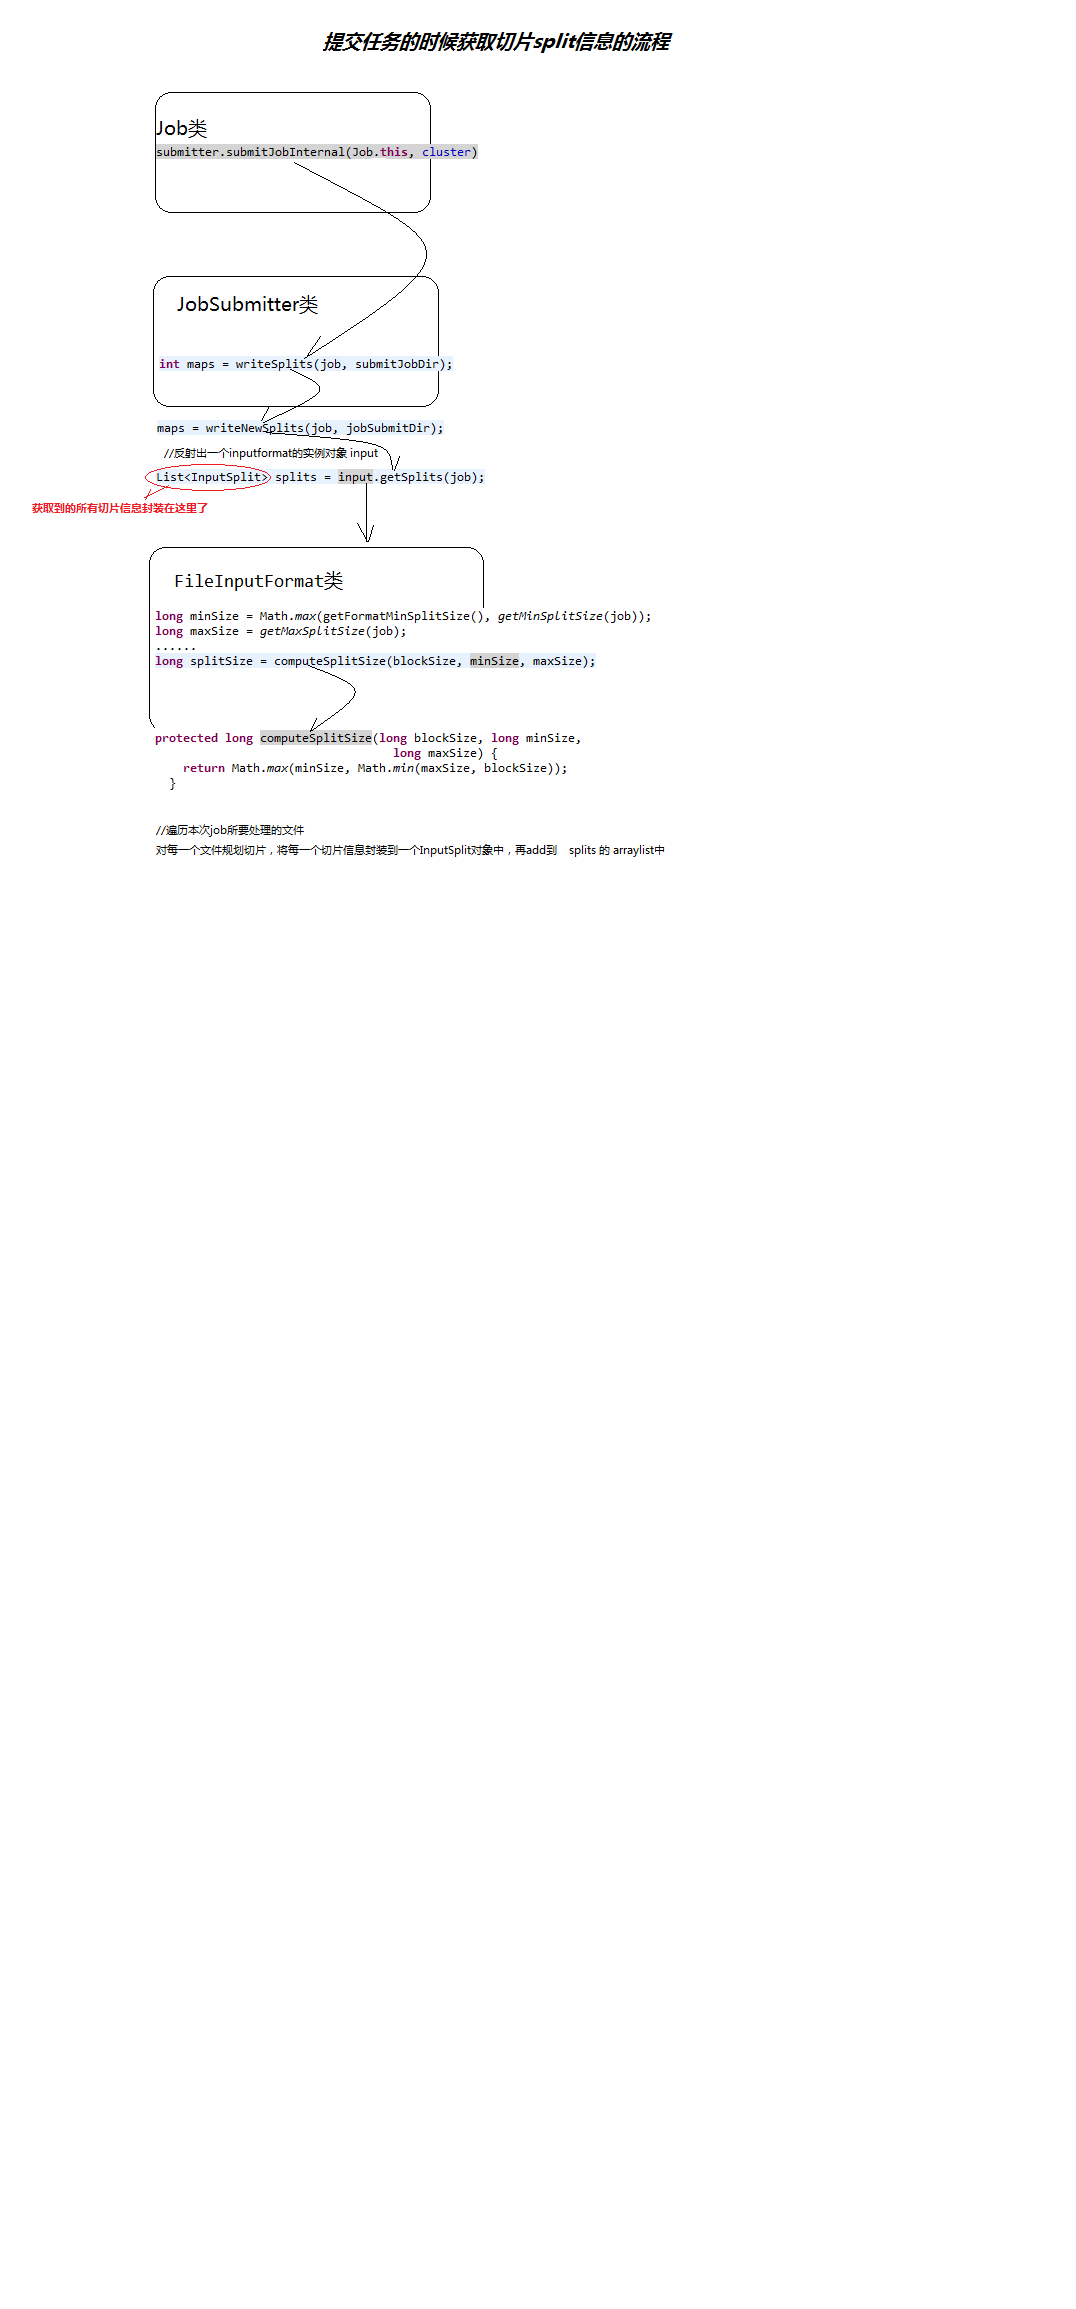 提交任务的时候获取切片split信息的流程
Job类
submitter.submitJobInternal(Job.this, cluster)
JobSubmitter类
int maps = writeSplits(job, submitJobDir);
maps = writeNewSplits(job, jobSubmitDir);
//反射出一个inputformat的实例对象 input
List<InputSplit> splits = input.getSplits(job);
获取到的所有切片信息封装在这里了
FileInputFormat类
long minSize = Math.max(getFormatMinSplitSize(), getMinSplitSize(job));
long maxSize = getMaxSplitSize(job);
......
long splitSize = computeSplitSize(blockSize, minSize, maxSize);
protected long computeSplitSize(long blockSize, long minSize,
long maxSize) {
return Math.max(minSize, Math.min(maxSize, blockSize));
}
//遍历本次job所要处理的文件
对每一个文件规划切片，将每一个切片信息封装到一个InputSplit对象中，再add到 splits 的 arraylist中